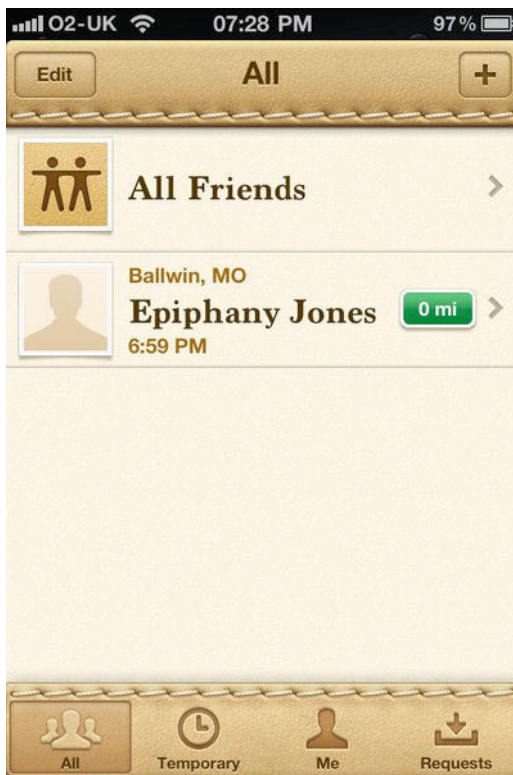 O2-UK 07:28 PM 97%
Edit All +
All Friends
Ballwin, MO
Epiphany Jones 0 mi
6:59 PM
All Temporary Me Requests